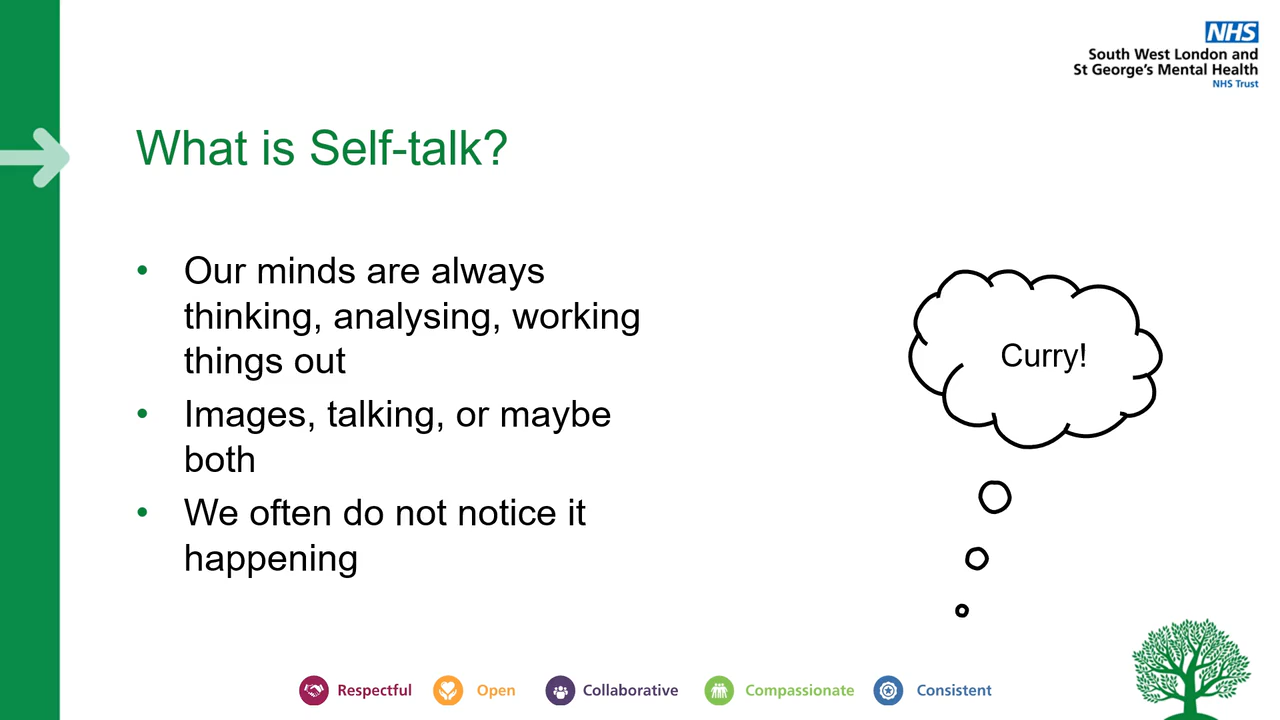 NHS
South West London and
St George's Mental Health
NHS Trust
What is Self-talk?
• Our minds are always
thinking, analysing, working
things out
• Images, talking, or maybe
both
• We often do not notice it
happening
Curry!
Respectful Open Collaborative Compassionate Consistent